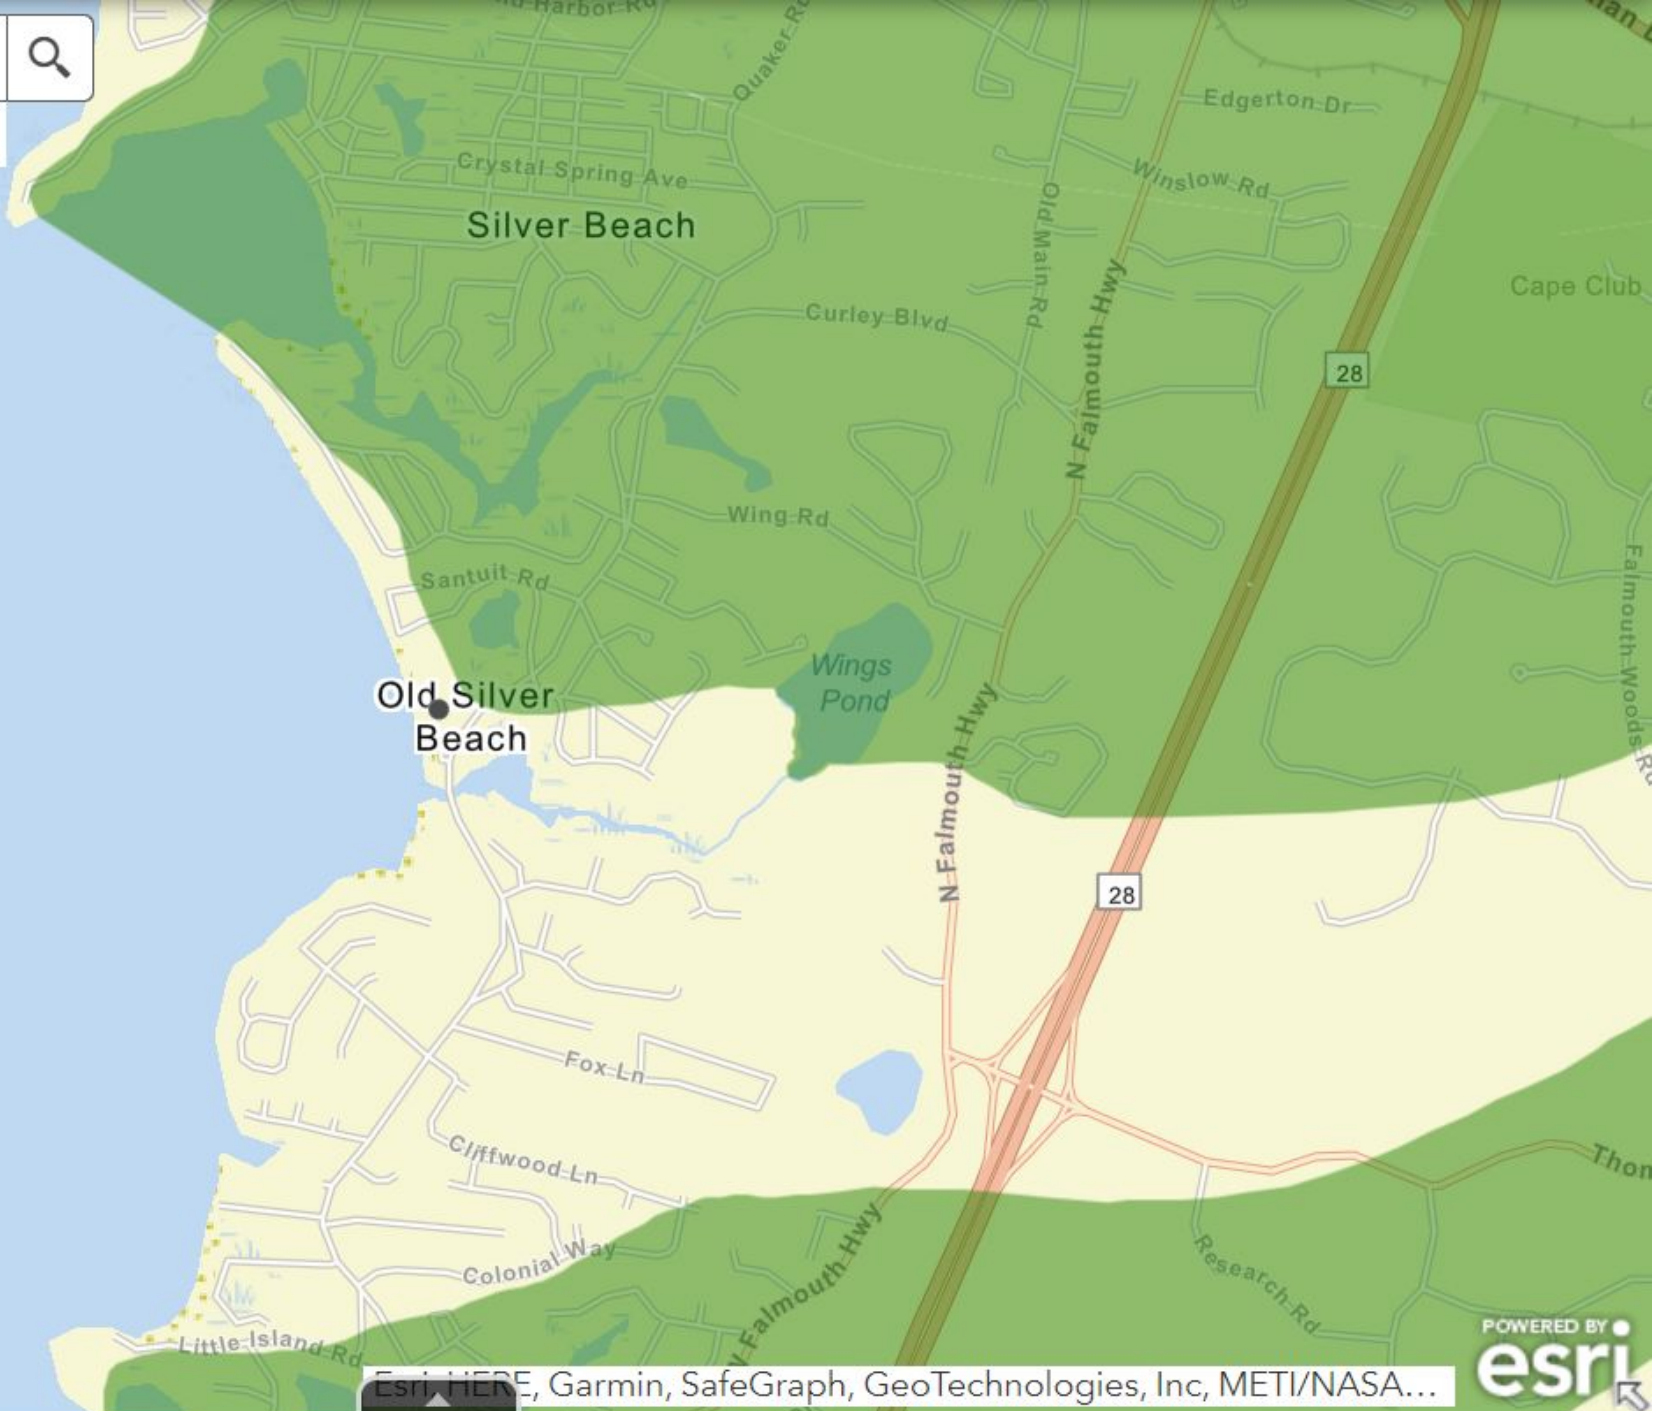 Harbor Rd
Quaker Rd
Edgerton Dr
Crystal Spring Ave
Winslow Rd
Silver Beach
Old Main Rd
Cape Club
Curley Blvd
N Falmouth Hwy
28
Wing Rd
Santuit Rd
Falmouth Woods Rd
Wings
Pond
Old Silver
Beach
N Falmouth Hwy
28
Fox Ln
Cliffwood Ln
Thom
Colonial Way
Research Rd
Falmouth Hwy
Little Island Rd
POWERED BY
esri
Esri, HERE, Garmin, SafeGraph, GeoTechnologies, Inc, METI/NASA...